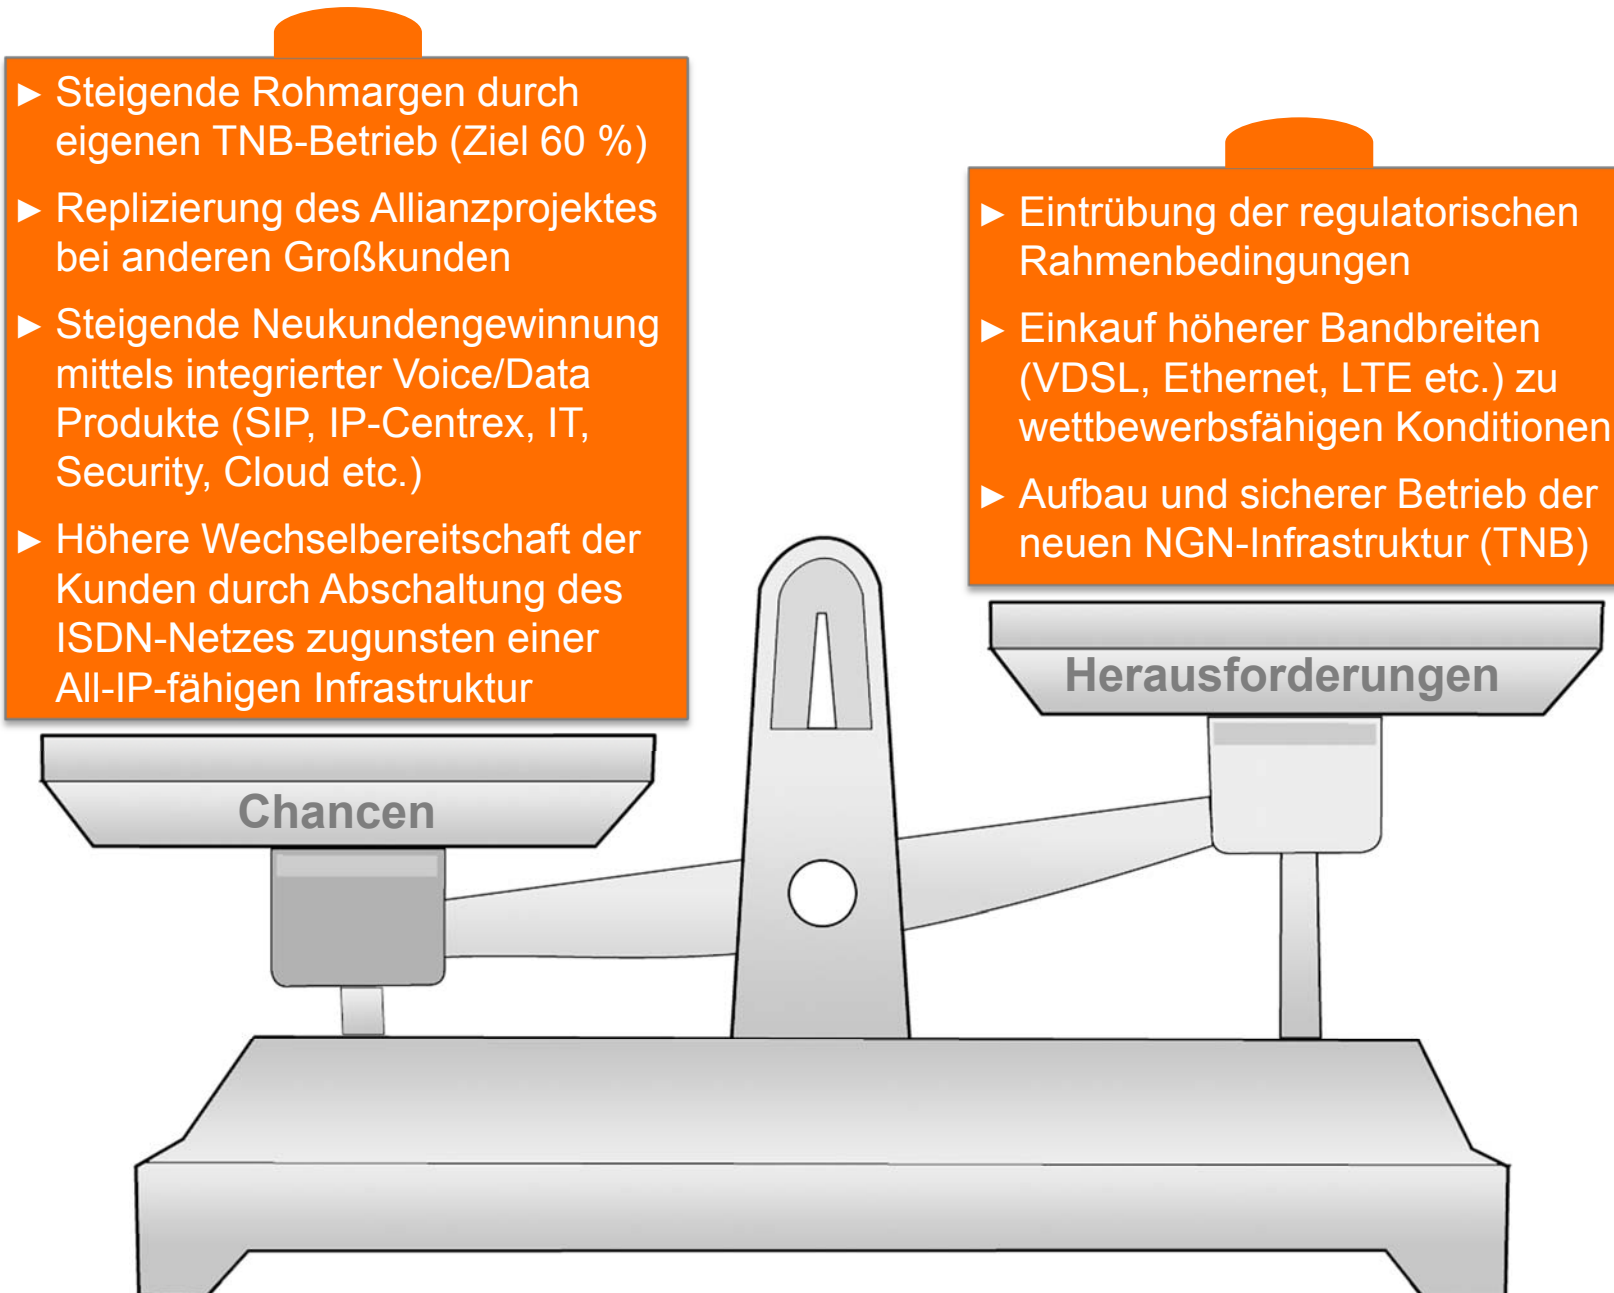 ► Steigende Rohmargen durch
eigenen TNB-Betrieb (Ziel 60 %)
► Replizierung des Allianzprojektes
bei anderen Großkunden
► Steigende Neukundengewinnung
mittels integrierter Voice/Data
Produkte (SIP, IP-Centrex, IT,
Security, Cloud etc.)
► Höhere Wechselbereitschaft der
Kunden durch Abschaltung des
ISDN-Netzes zugunsten einer
All-IP-fähigen Infrastruktur
Chancen
► Eintrübung der regulatorischen
Rahmenbedingungen
► Einkauf höherer Bandbreiten
(VDSL, Ethernet, LTE etc.) zu
wettbewerbsfähigen Konditionen
► Aufbau und sicherer Betrieb der
neuen NGN-Infrastruktur (TNB)
Herausforderungen